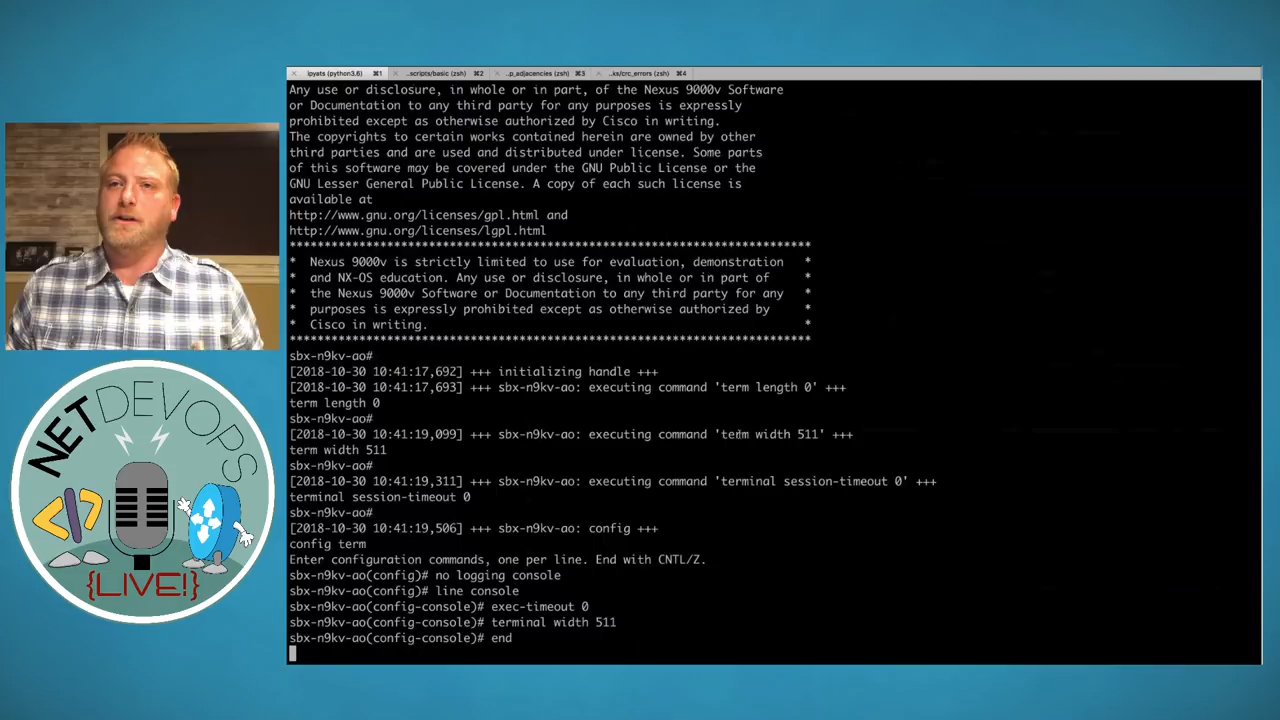 ipyats (python3.6) ⌘1 ..scripts/basic (zsh) ⌘2 ..p_adjacencies (zsh) ⌘3 ..ks/crc_errors (zsh) ⌘4
Any use or disclosure, in whole or in part, of the Nexus 9000v Software
or Documentation to any third party for any purposes is expressly
prohibited except as otherwise authorized by Cisco in writing.
The copyrights to certain works contained herein are owned by other
third parties and are used and distributed under license. Some parts
of this software may be covered under the GNU Public License or the
GNU Lesser General Public License. A copy of each such license is
available at
http://www.gnu.org/licenses/gpl.html and
http://www.gnu.org/licenses/lgpl.html
***************************************************************************
*  Nexus 9000v is strictly limited to use for evaluation, demonstration   *
*  and NX-OS education. Any use or disclosure, in whole or in part of     *
*  the Nexus 9000v Software or Documentation to any third party for any   *
*  purposes is expressly prohibited except as otherwise authorized by     *
*  Cisco in writing.                                                      *
***************************************************************************
sbx-n9kv-ao#
[2018-10-30 10:41:17,692] +++ initializing handle +++
[2018-10-30 10:41:17,693] +++ sbx-n9kv-ao: executing command 'term length 0' +++
term length 0
sbx-n9kv-ao#
[2018-10-30 10:41:19,099] +++ sbx-n9kv-ao: executing command 'term width 511' +++
term width 511
sbx-n9kv-ao#
[2018-10-30 10:41:19,311] +++ sbx-n9kv-ao: executing command 'terminal session-timeout 0' +++
terminal session-timeout 0
sbx-n9kv-ao#
[2018-10-30 10:41:19,506] +++ sbx-n9kv-ao: config +++
config term
Enter configuration commands, one per line. End with CNTL/Z.
sbx-n9kv-ao(config)# no logging console
sbx-n9kv-ao(config)# line console
sbx-n9kv-ao(config-console)# exec-timeout 0
sbx-n9kv-ao(config-console)# terminal width 511
sbx-n9kv-ao(config-console)# end
NETDEVOPS
</>
{LIVE!}